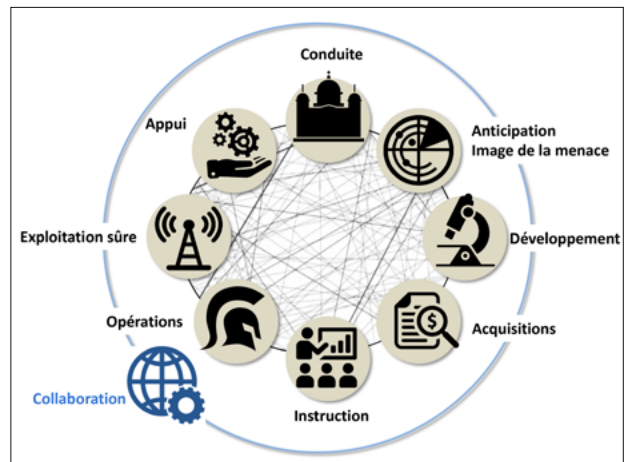 Conduite
Appui
Anticipation
Image de la menace
Exploitation sûre
Développement
Opérations
Acquisitions
Collaboration
Instruction
$